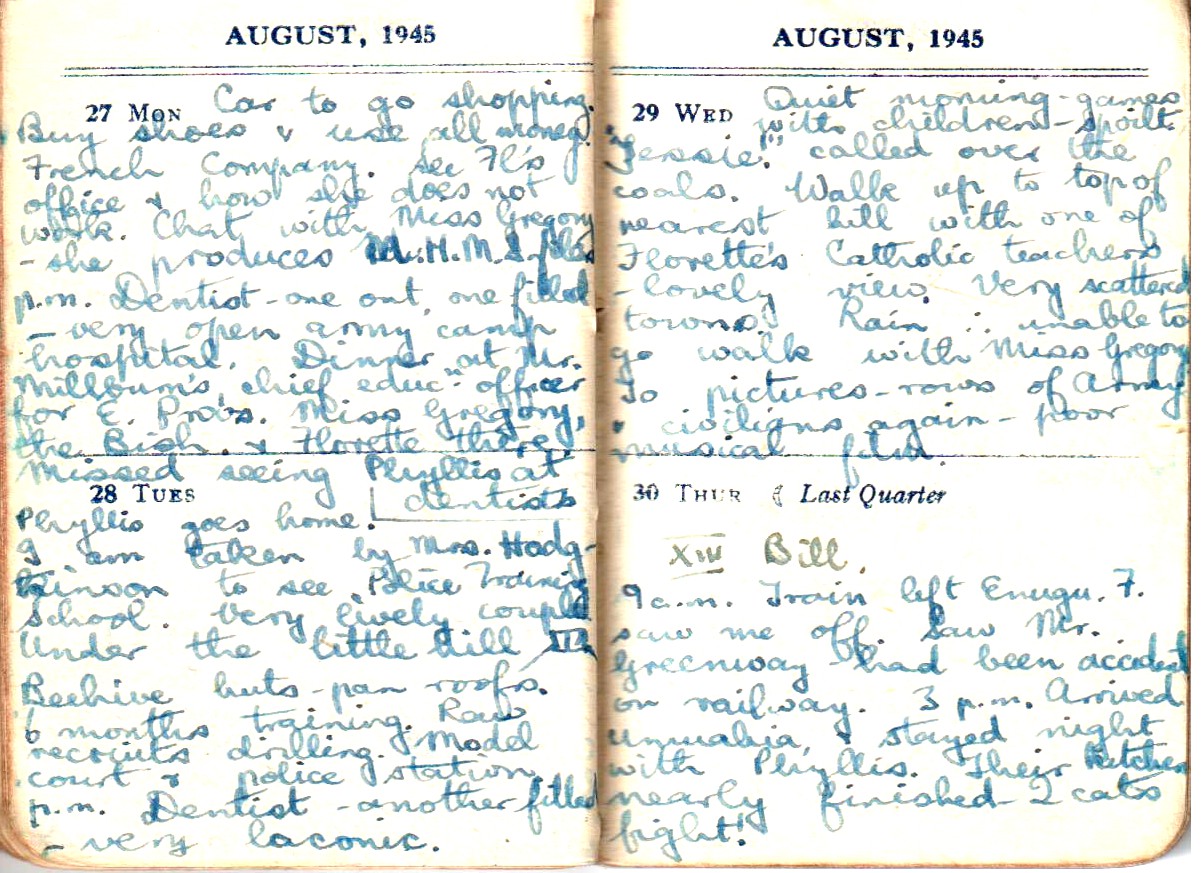 AUGUST, 1945
27 MON Car to go shopping.
Buy shoes & use all money.
French Company. See Fl's
office & how she does not
work. Chat with Miss Gregory
- she produces M.H.M.S. plas
p.m. Dentist - one out, one filled
- very open army camp
hospital. Dinner at Mr.
Milburn's chief educⁿ officer
for E. Prov's. Miss Gregory,
the Bish. & Florette there.
Missed seeing Phyllis at
dentists
28 TUES
Phyllis goes home.
I am taken by Mrs. Hodg-
kinson to see Police Training
School. Very lively couple
Under the little hill
Beehive huts - pan roofs.
6 months training. Raw
recruits drilling. Model
court & police station
p.m. Dentist - another filled
- very laconic.
AUGUST, 1945
29 WED Quiet morning - games
with children - spoilt.
"Jessie!" called over the
coals. Walk up to top of
nearest hill with one of
Florette's Catholic teachers
- lovely view. Very scattered
towns. Rain ∴ unable to
go walk with Miss Gregory
so pictures - rows of Army
& civilians again - poor
musical film.
30 THUR Last Quarter
XIV Bill.
9 a.m. Train left Enugu. F.
saw me off. Saw Mr.
Greenway - had been accident
on railway. 3 p.m. Arrived
Umuahia, & stayed night
with Phyllis. Their kitchen
nearly finished - 2 cats
fight!